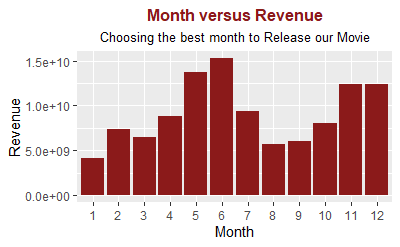 Month versus Revenue
Choosing the best month to Release our Movie
1.5e+10
1.0e+10
5.0e+09
0.0e+00
Revenue
1 2 3 4 5 6 7 8 9 10 11 12
Month